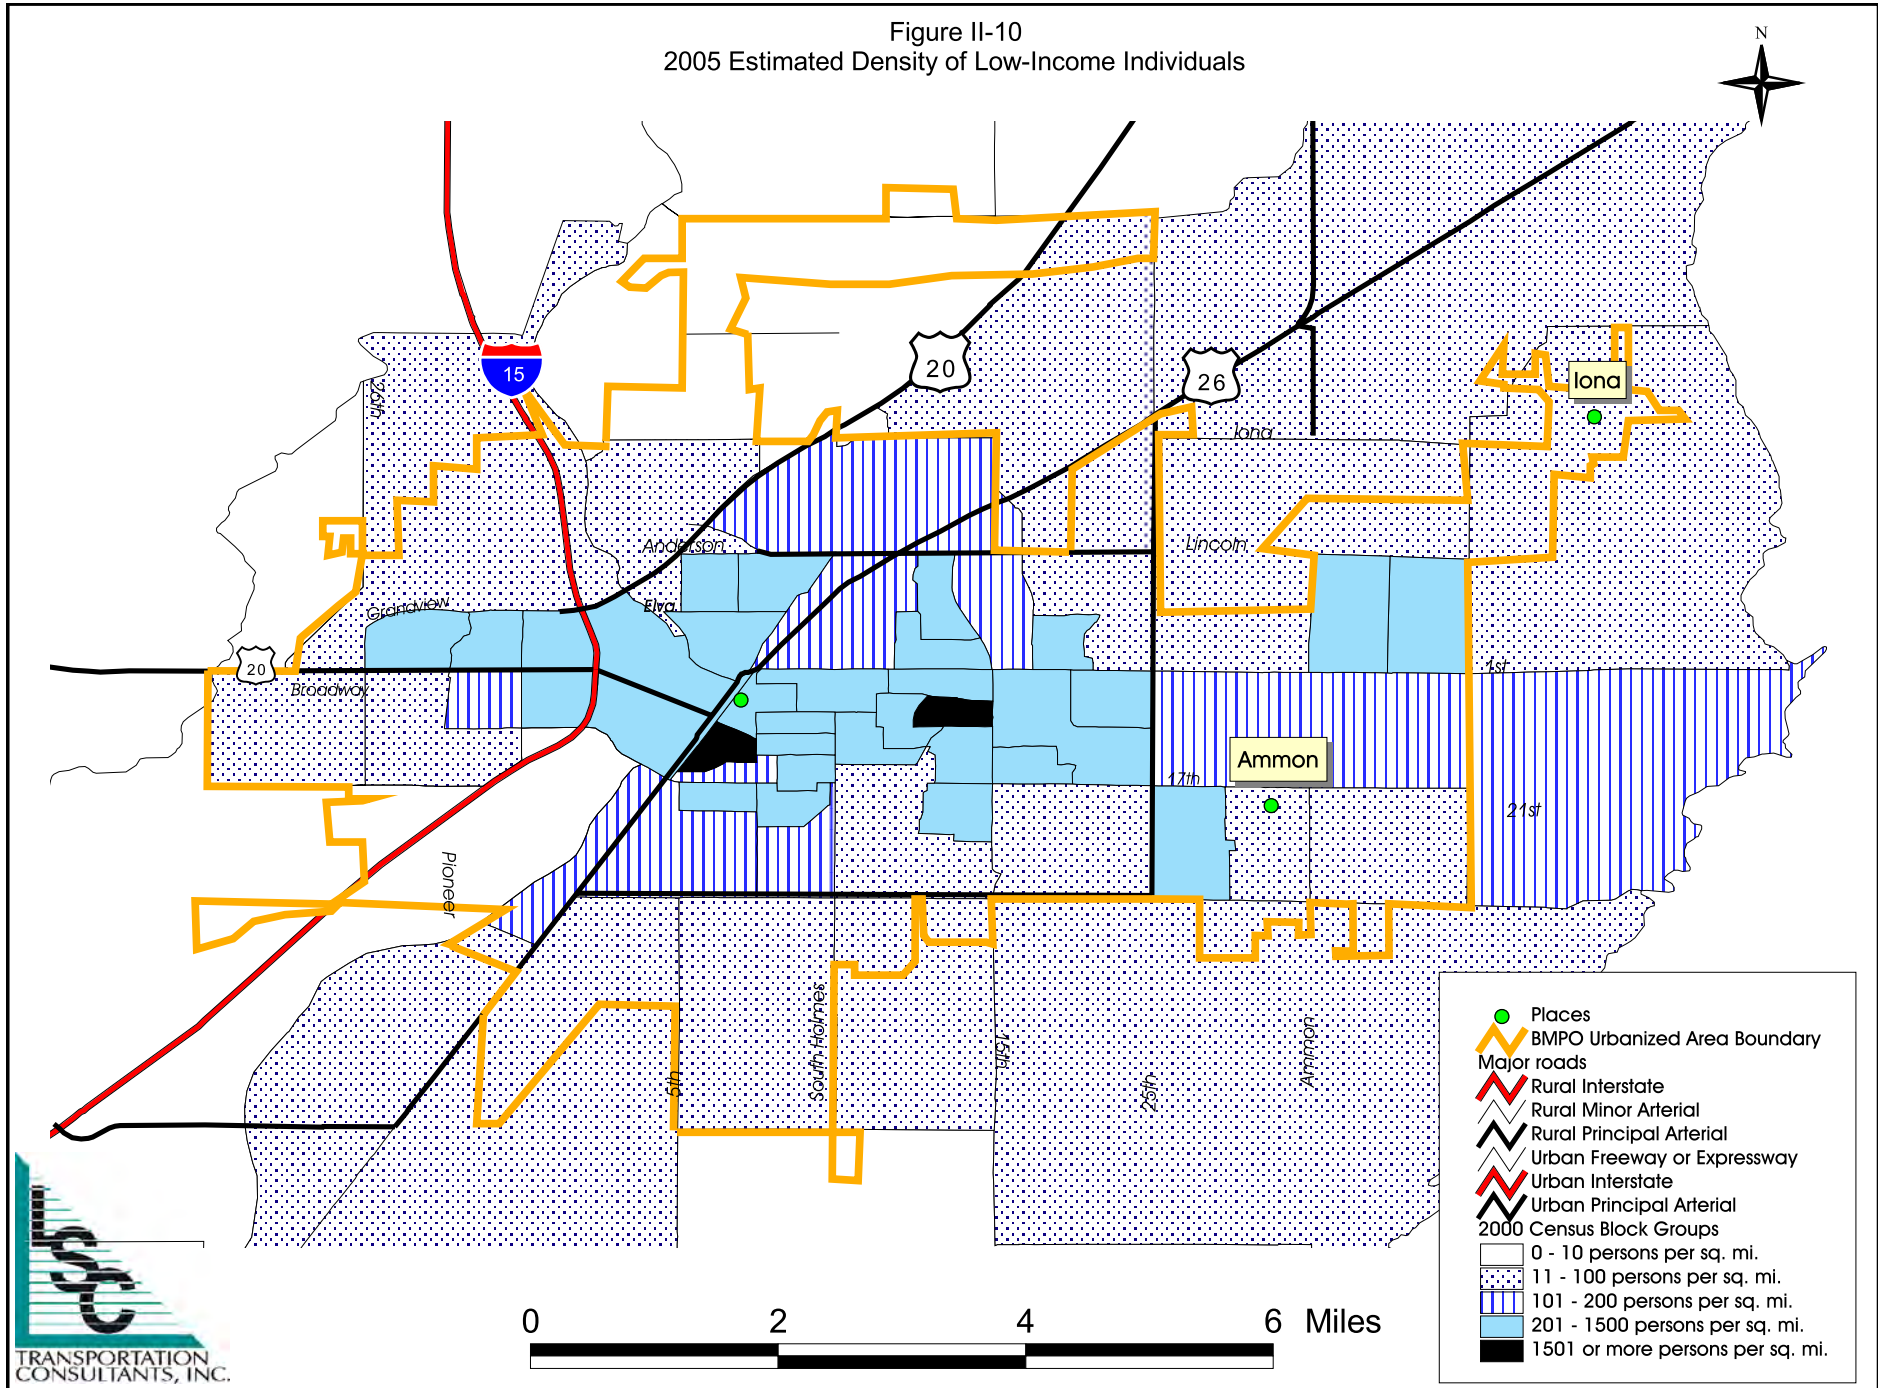 Figure II-10
2005 Estimated Density of Low-Income Individuals
N
15
20
26
Iona
26th
Iona
Anderson
Lincoln
Grandview
Elva
20
Broadway
1st
Ammon
17th
21st
Pioneer
5th
South Holmes
15th
25th
Ammon
Places
BMPO Urbanized Area Boundary
Major roads
Rural Interstate
Rural Minor Arterial
Rural Principal Arterial
Urban Freeway or Expressway
Urban Interstate
Urban Principal Arterial
2000 Census Block Groups
0 - 10 persons per sq. mi.
11 - 100 persons per sq. mi.
101 - 200 persons per sq. mi.
201 - 1500 persons per sq. mi.
1501 or more persons per sq. mi.
0 2 4 6 Miles
LSC
TRANSPORTATION
CONSULTANTS, INC.